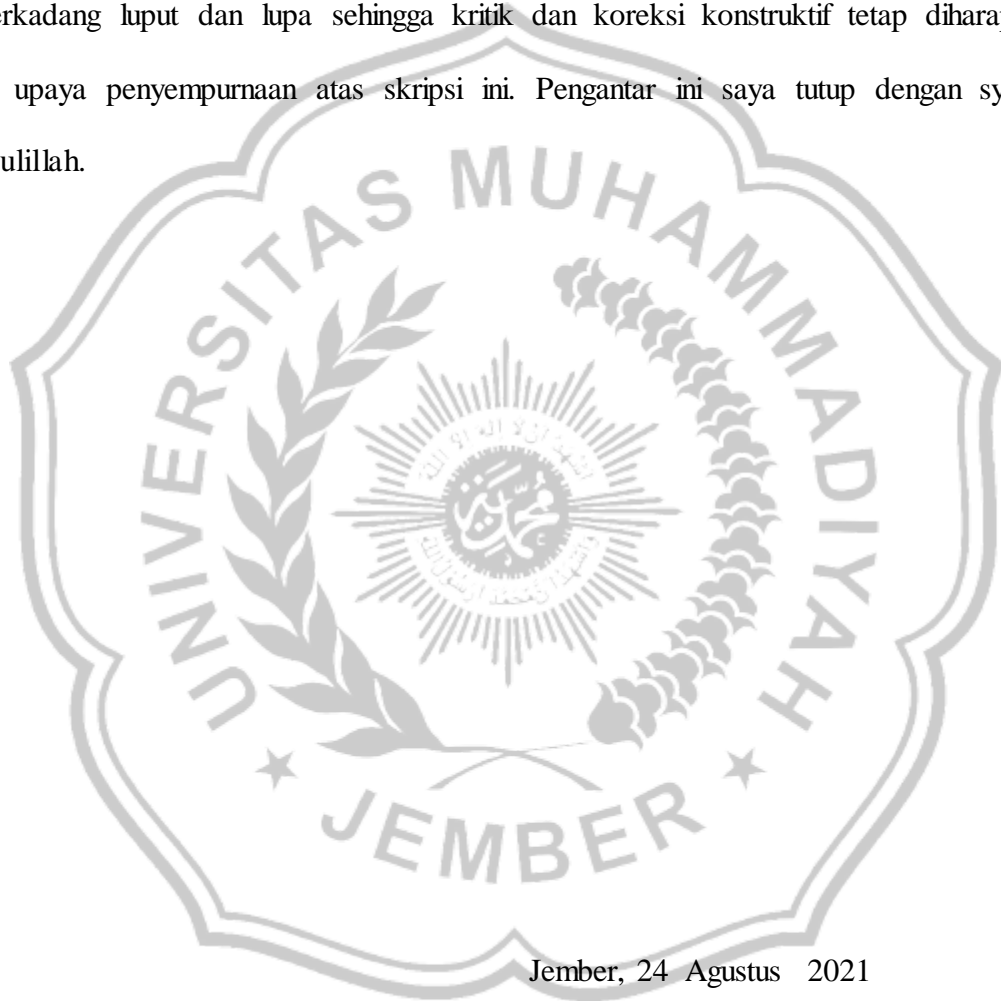 erkadang luput dan lupa sehingga kritik dan koreksi konstruktif tetap dihara
upaya penyempurnaan atas skripsi ini. Pengantar ini saya tutup dengan sy
ulillah.
UNIVERSITAS MUHAMMADIYAH
JEMBER
Jember, 24 Agustus 2021